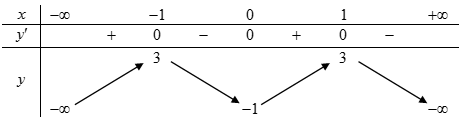 x −∞ −1 0 1 +∞
y′ + 0 − 0 + 0 −
3 3
y
−∞ −1 −∞